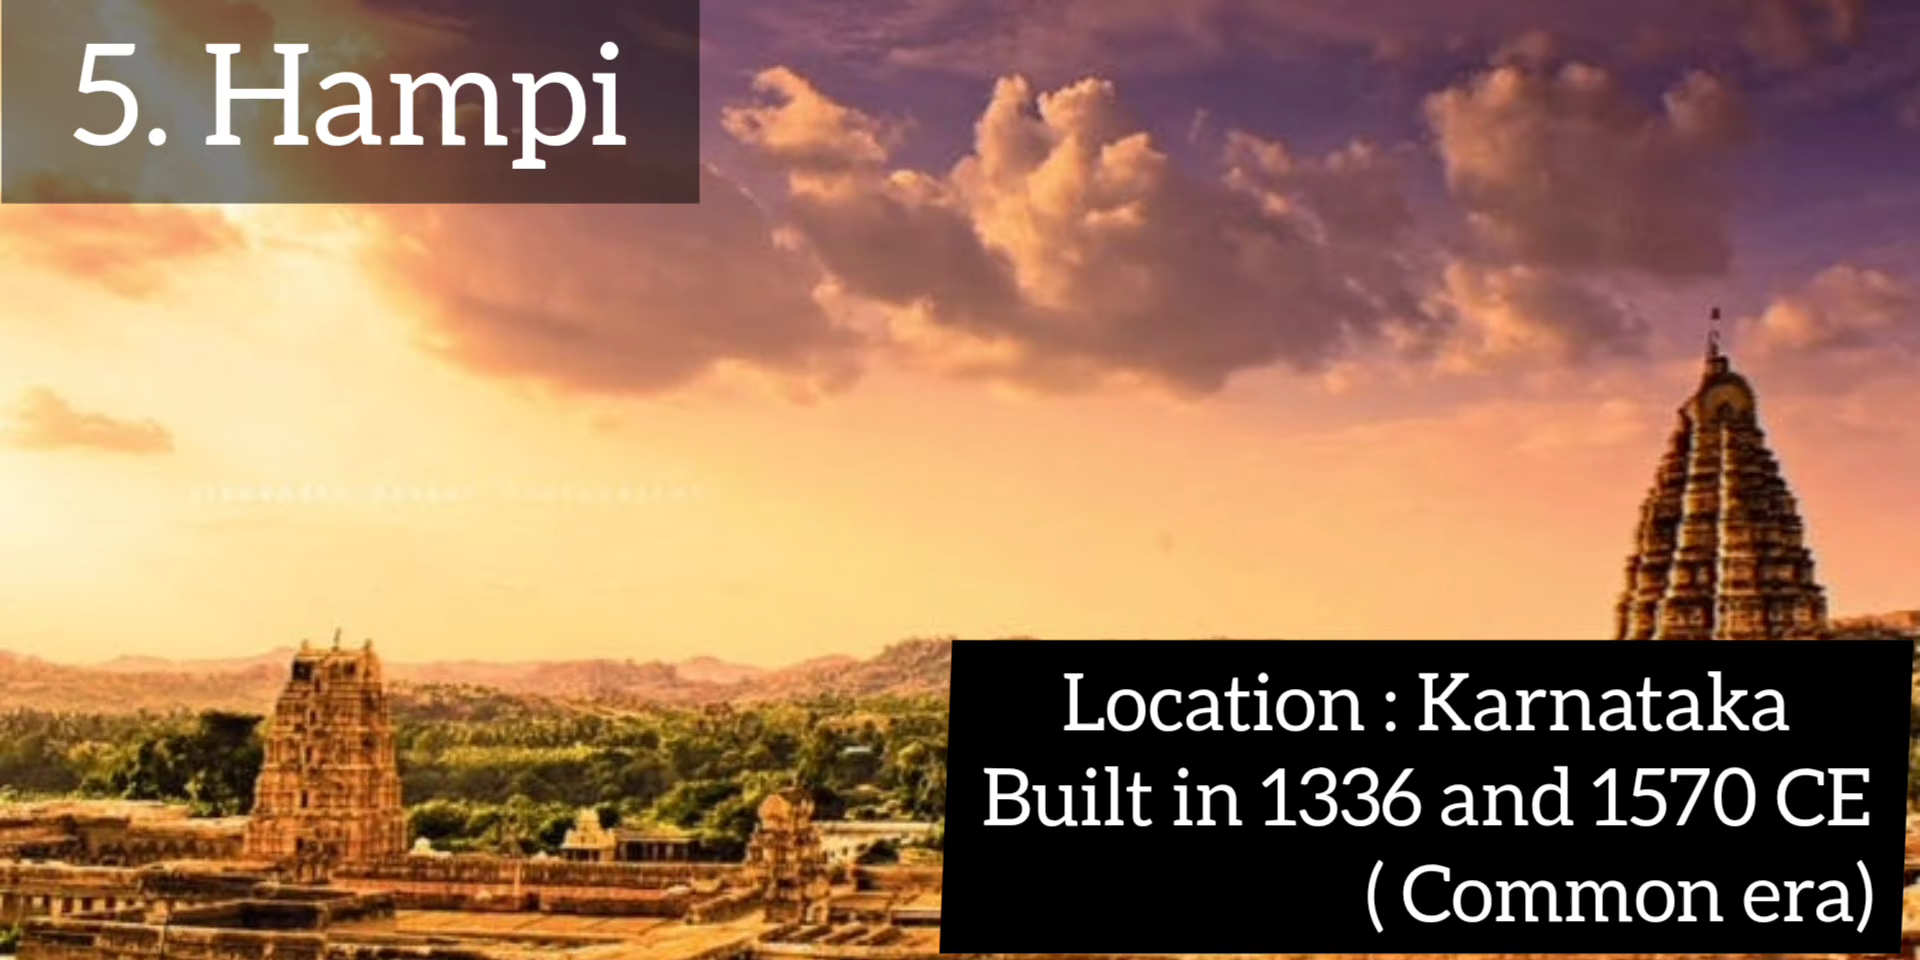 5. Hampi
Location : Karnataka
Built in 1336 and 1570 CE
( Common era)